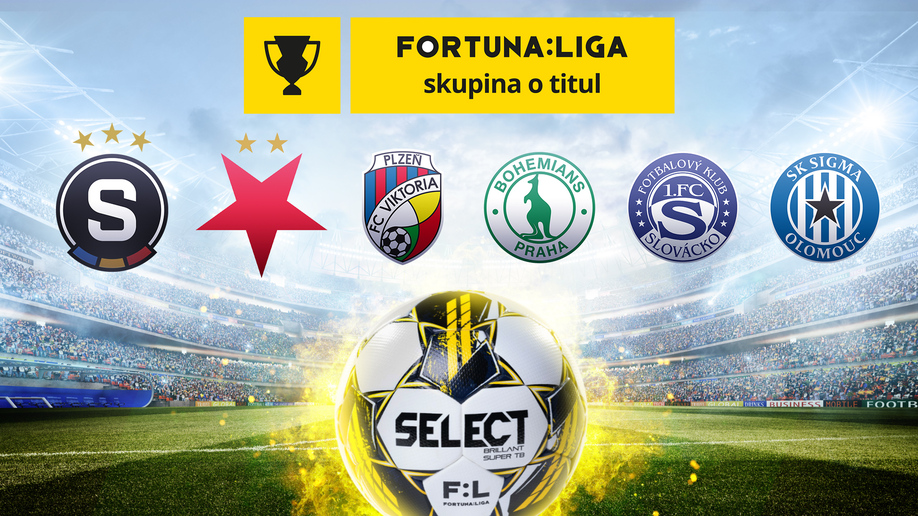 FORTUNA:LIGA
skupina o titul
S
PLZEŇ
FC VIKTORIA
BOHEMIANS
PRAHA
FOTBALOVÝ KLUB
1.FC
S
SLOVÁCKO
SK SIGMA
OLOMOUC
BUSINESS
FOOTB
SELECT
BRILLANT
SUPER TB
F:L
FORTUNA:LIGA